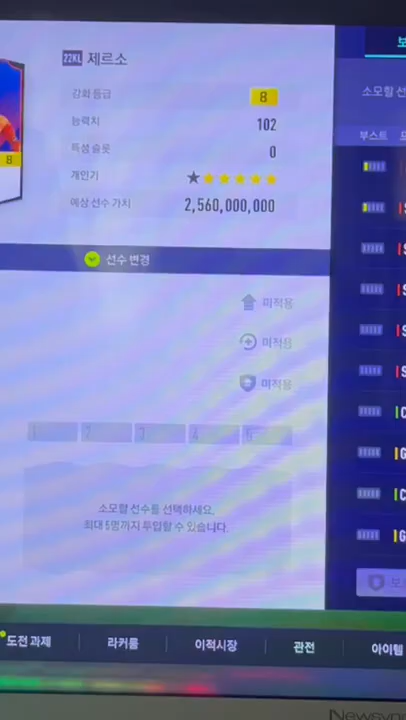 22KL 제르소
강화 등급 8
능력치 102
특성 슬롯 0
개인기
예상 선수 가치 2,560,000,000
8
선수 변경
미적용
미적용
미적용
1 2 3 4 5
소모할 선수를 선택하세요.
최대 5명까지 투입할 수 있습니다.
소모할 선
부스트
G
G
도전 과제 라커룸 이적시장 관전 아이템